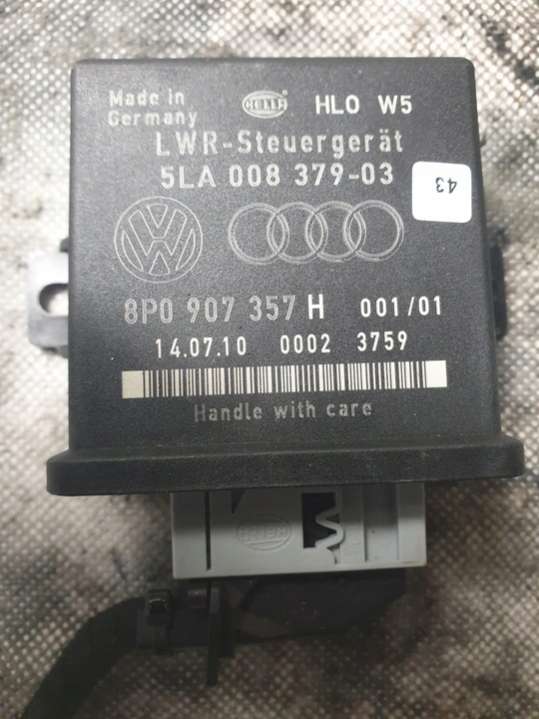 Made in
Germany
HELLA
HLO W5
LWR-Steuergerät
5LA 008 379-03
43
8P0 907 357 H 001/01
14.07.10 0002 3759
Handle with care
HELLA